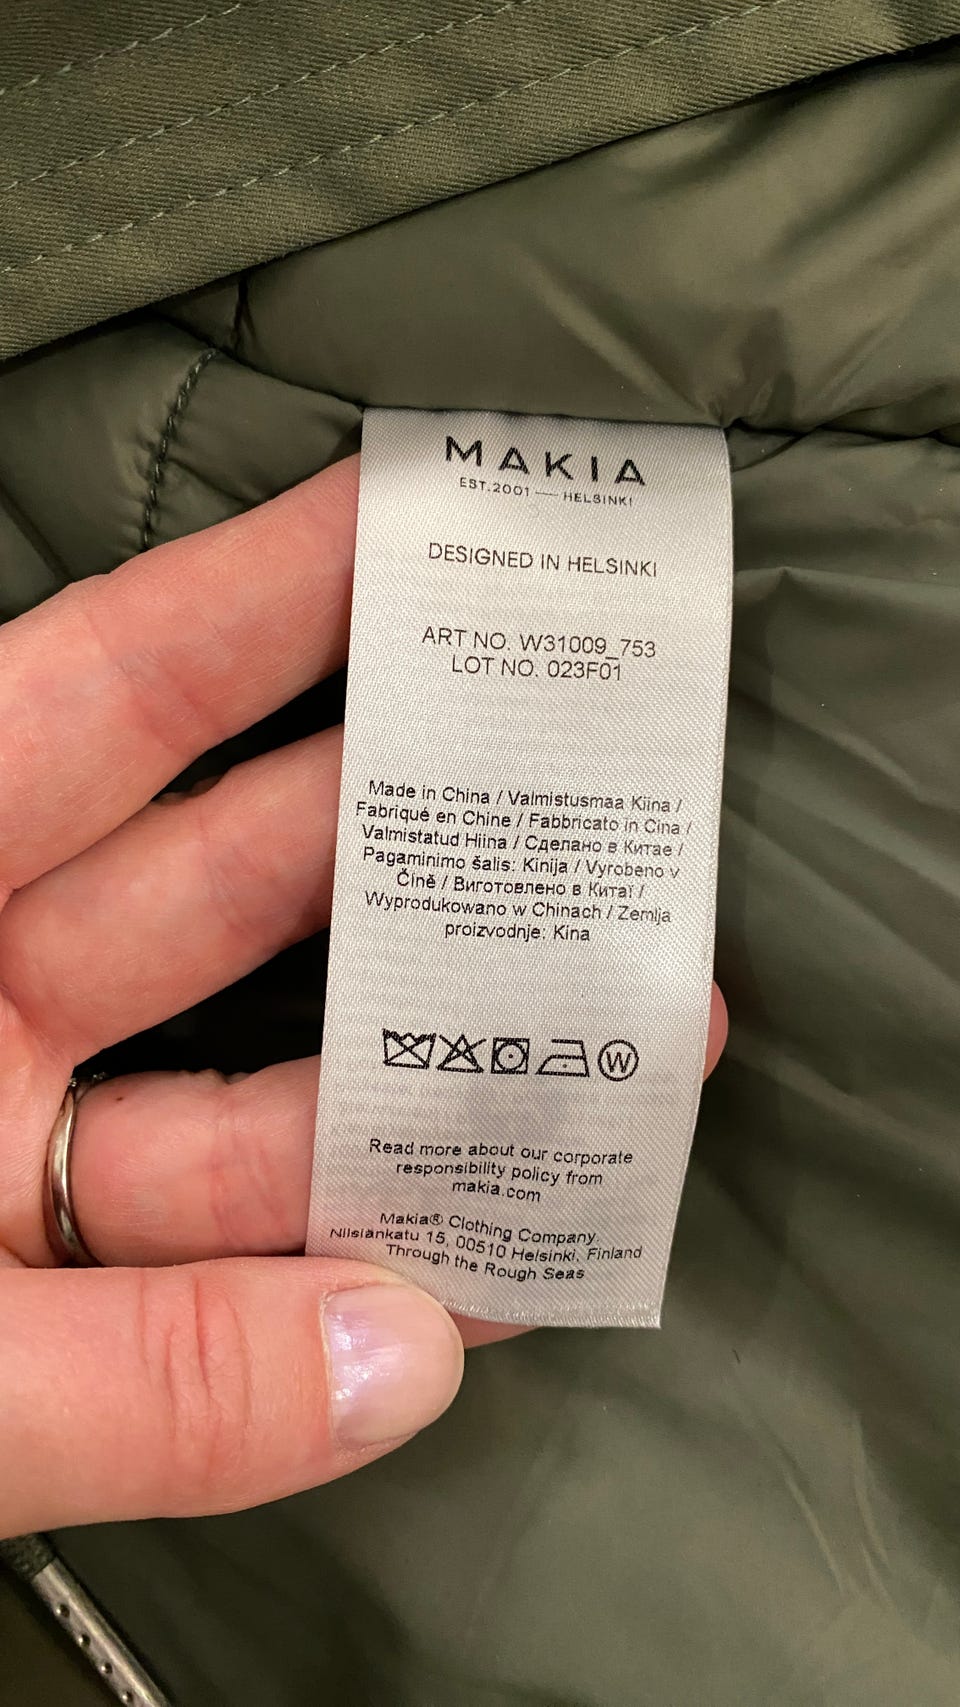 MAKIA
EST.2001 — HELSINKI
DESIGNED IN HELSINKI
ART NO. W31009_753
LOT NO. 023F01
Made in China / Valmistusmaa Kiina /
Fabriqué en Chine / Fabbricato in Cina /
Valmistatud Hiina / Сделано в Китае /
Pagaminimo šalis: Kinija / Vyrobeno v
Čině / Виготовлено в Китаї /
Wyprodukowano w Chinach / Zemlja
proizvodnje: Kina
W
Read more about our corporate
responsibility policy from
makia.com
Makia® Clothing Company.
Nilsiänkatu 15, 00510 Helsinki, Finland
Through the Rough Seas